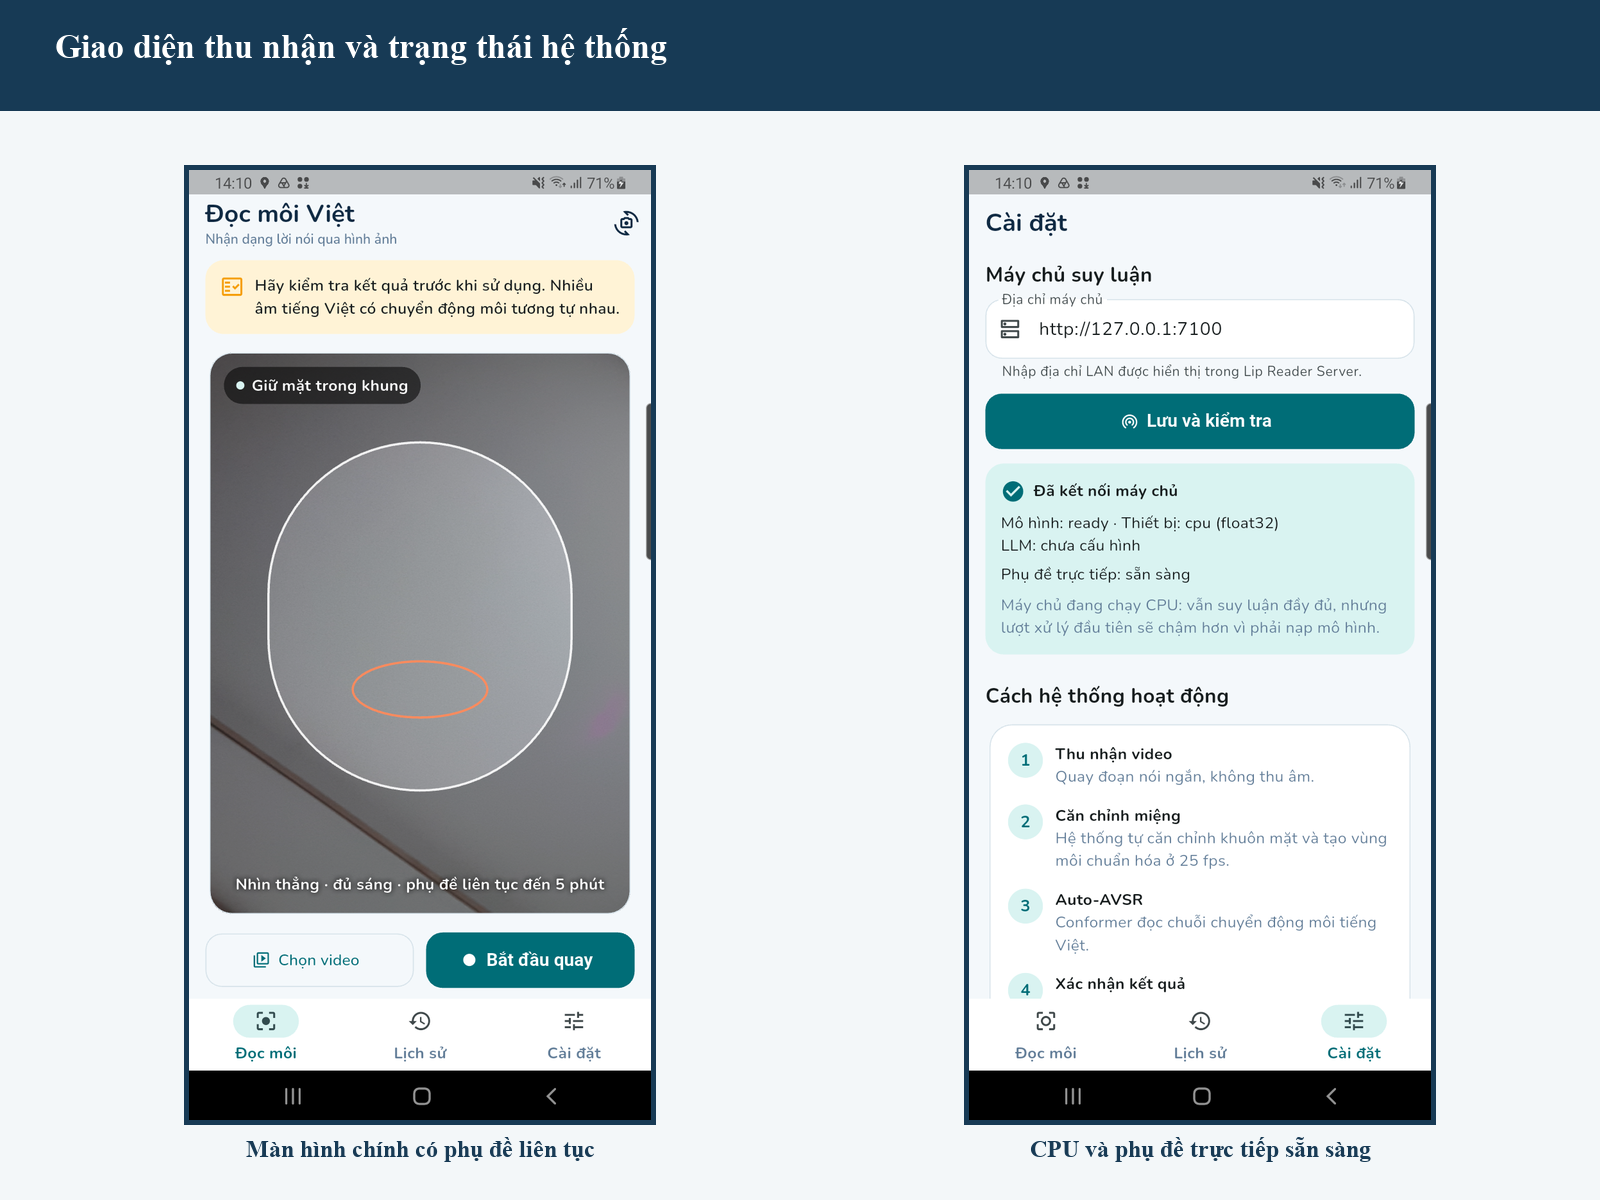 Giao diện thu nhận và trạng thái hệ thống
14:10
71%
Đọc môi Việt
Nhận dạng lời nói qua hình ảnh
Hãy kiểm tra kết quả trước khi sử dụng. Nhiều
âm tiếng Việt có chuyển động môi tương tự nhau.
Giữ mặt trong khung
Nhìn thẳng · đủ sáng · phụ đề liên tục đến 5 phút
Chọn video
Bắt đầu quay
Đọc môi
Lịch sử
Cài đặt
Màn hình chính có phụ đề liên tục
14:10
71%
Cài đặt
Máy chủ suy luận
Địa chỉ máy chủ
http://127.0.0.1:7100
Nhập địa chỉ LAN được hiển thị trong Lip Reader Server.
Lưu và kiểm tra
Đã kết nối máy chủ
Mô hình: ready · Thiết bị: cpu (float32)
LLM: chưa cấu hình
Phụ đề trực tiếp: sẵn sàng
Máy chủ đang chạy CPU: vẫn suy luận đầy đủ, nhưng
lượt xử lý đầu tiên sẽ chậm hơn vì phải nạp mô hình.
Cách hệ thống hoạt động
1
Thu nhận video
Quay đoạn nói ngắn, không thu âm.
2
Căn chỉnh miệng
Hệ thống tự căn chỉnh khuôn mặt và tạo vùng
môi chuẩn hóa ở 25 fps.
3
Auto-AVSR
Conformer đọc chuỗi chuyển động môi tiếng
Việt.
4
Xác nhận kết quả
Đọc môi
Lịch sử
Cài đặt
CPU và phụ đề trực tiếp sẵn sàng